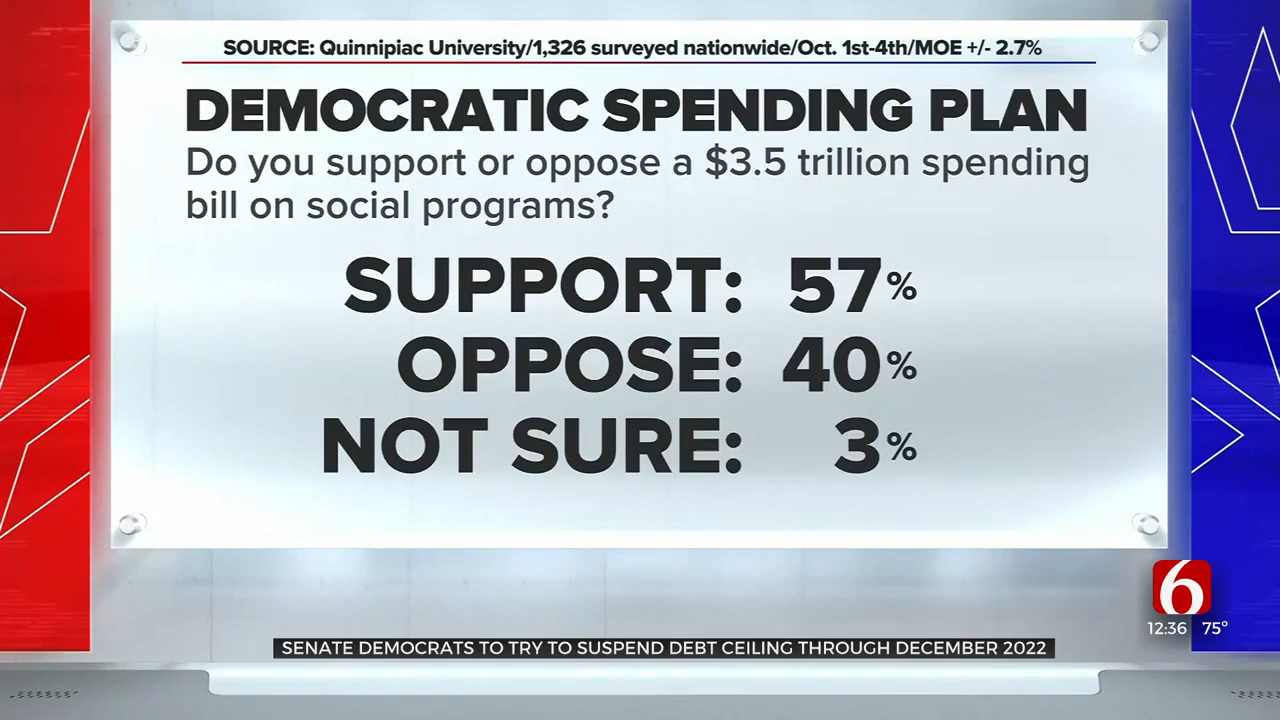 SOURCE: Quinnipiac University/1,326 surveyed nationwide/Oct. 1st-4th/MOE +/- 2.7%
DEMOCRATIC SPENDING PLAN
Do you support or oppose a $3.5 trillion spending
bill on social programs?
SUPPORT: 57%
OPPOSE: 40%
NOT SURE: 3%
6
12:36 75°
SENATE DEMOCRATS TO TRY TO SUSPEND DEBT CEILING THROUGH DECEMBER 2022